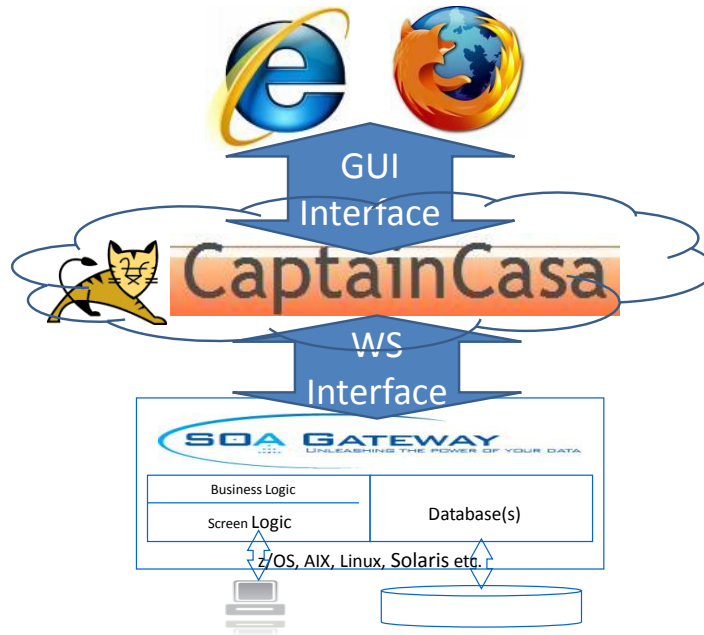 GUI
Interface
CaptainCasa
WS
Interface
SOA GATEWAY
UNLEASHING THE POWER OF YOUR DATA
Business Logic
Screen Logic
Database(s)
z/OS, AIX, Linux, Solaris etc.